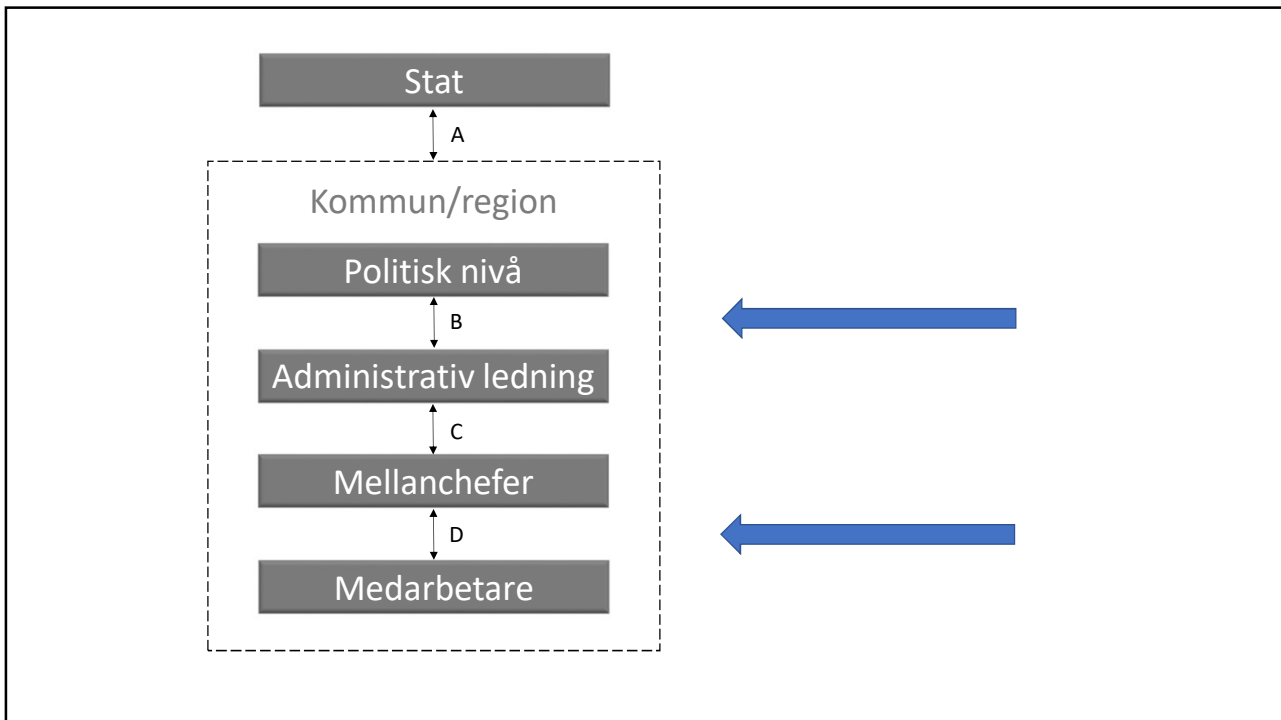 Stat
A
Kommun/region
Politisk nivå
B
Administrativ ledning
C
Mellanchefer
D
Medarbetare